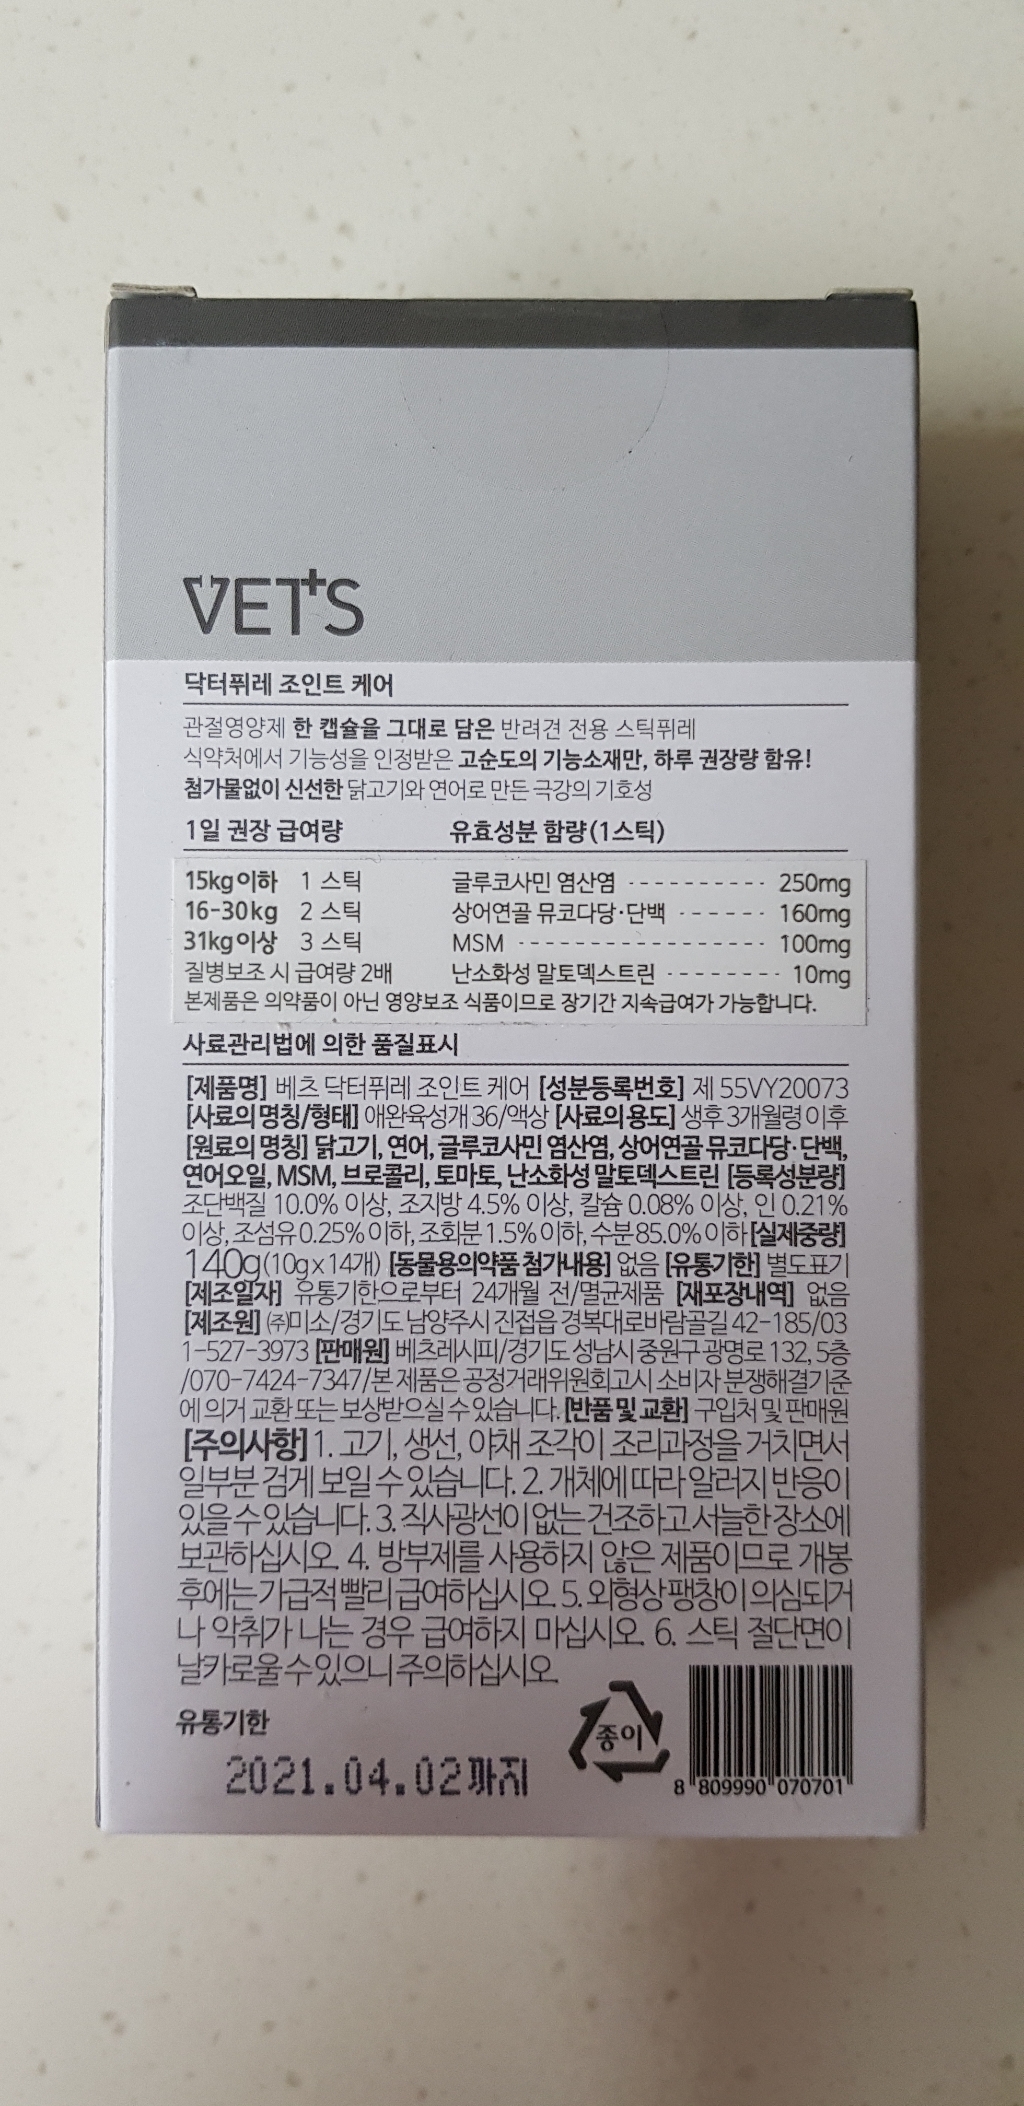 VET+S
닥터퓌레 조인트 케어
관절영양제 한 캡슐을 그대로 담은 반려견 전용 스틱퓌레
식약처에서 기능성을 인정받은 고순도의 기능소재만, 하루 권장량 함유!
첨가물없이 신선한 닭고기와 연어로 만든 극강의 기호성
1일 권장 급여량 유효성분 함량(1스틱)
15kg이하 1 스틱 글루코사민 염산염 ---------- 250mg
16-30kg 2 스틱 상어연골 뮤코다당·단백 ------ 160mg
31kg이상 3 스틱 MSM ------------------ 100mg
질병보조 시 급여량 2배 난소화성 말토덱스트린 -------- 10mg
본제품은 의약품이 아닌 영양보조 식품이므로 장기간 지속급여가 가능합니다.
사료관리법에 의한 품질표시
[제품명] 베츠 닥터퓌레 조인트 케어 [성분등록번호] 제 55VY20073
[사료의 명칭/형태] 애완육성개 36/액상 [사료의 용도] 생후 3개월령 이후
[원료의 명칭] 닭고기, 연어, 글루코사민 염산염, 상어연골 뮤코다당·단백,
연어오일, MSM, 브로콜리, 토마토, 난소화성 말토덱스트린 [등록성분량]
조단백질 10.0% 이상, 조지방 4.5% 이상, 칼슘 0.08% 이상, 인 0.21%
이상, 조섬유 0.25% 이하, 조회분 1.5% 이하, 수분 85.0% 이하 [실제중량]
140g(10g x 14개) [동물용의약품 첨가내용] 없음 [유통기한] 별도표기
[제조일자] 유통기한으로부터 24개월 전/멸균제품 [재포장내역] 없음
[제조원] ㈜미소/경기도 남양주시 진접읍 경복대로바람골길 42-185/03
1-527-3973 [판매원] 베츠레시피/경기도 성남시 중원구 광명로 132, 5층
/070-7424-7347/본 제품은 공정거래위원회고시 소비자 분쟁해결기준
에 의거 교환 또는 보상받으실 수 있습니다. [반품 및 교환] 구입처 및 판매원
[주의사항] 1. 고기, 생선, 야채 조각이 조리과정을 거치면서
일부분 검게 보일 수 있습니다. 2. 개체에 따라 알러지 반응이
있을 수 있습니다. 3. 직사광선이 없는 건조하고 서늘한 장소에
보관하십시오. 4. 방부제를 사용하지 않은 제품이므로 개봉
후에는 가급적 빨리 급여하십시오. 5. 외형상 팽창이 의심되거
나 악취가 나는 경우 급여하지 마십시오. 6. 스틱 절단면이
날카로울 수 있으니 주의하십시오.
유통기한
종이
2021.04.02까지
8 809990 070701